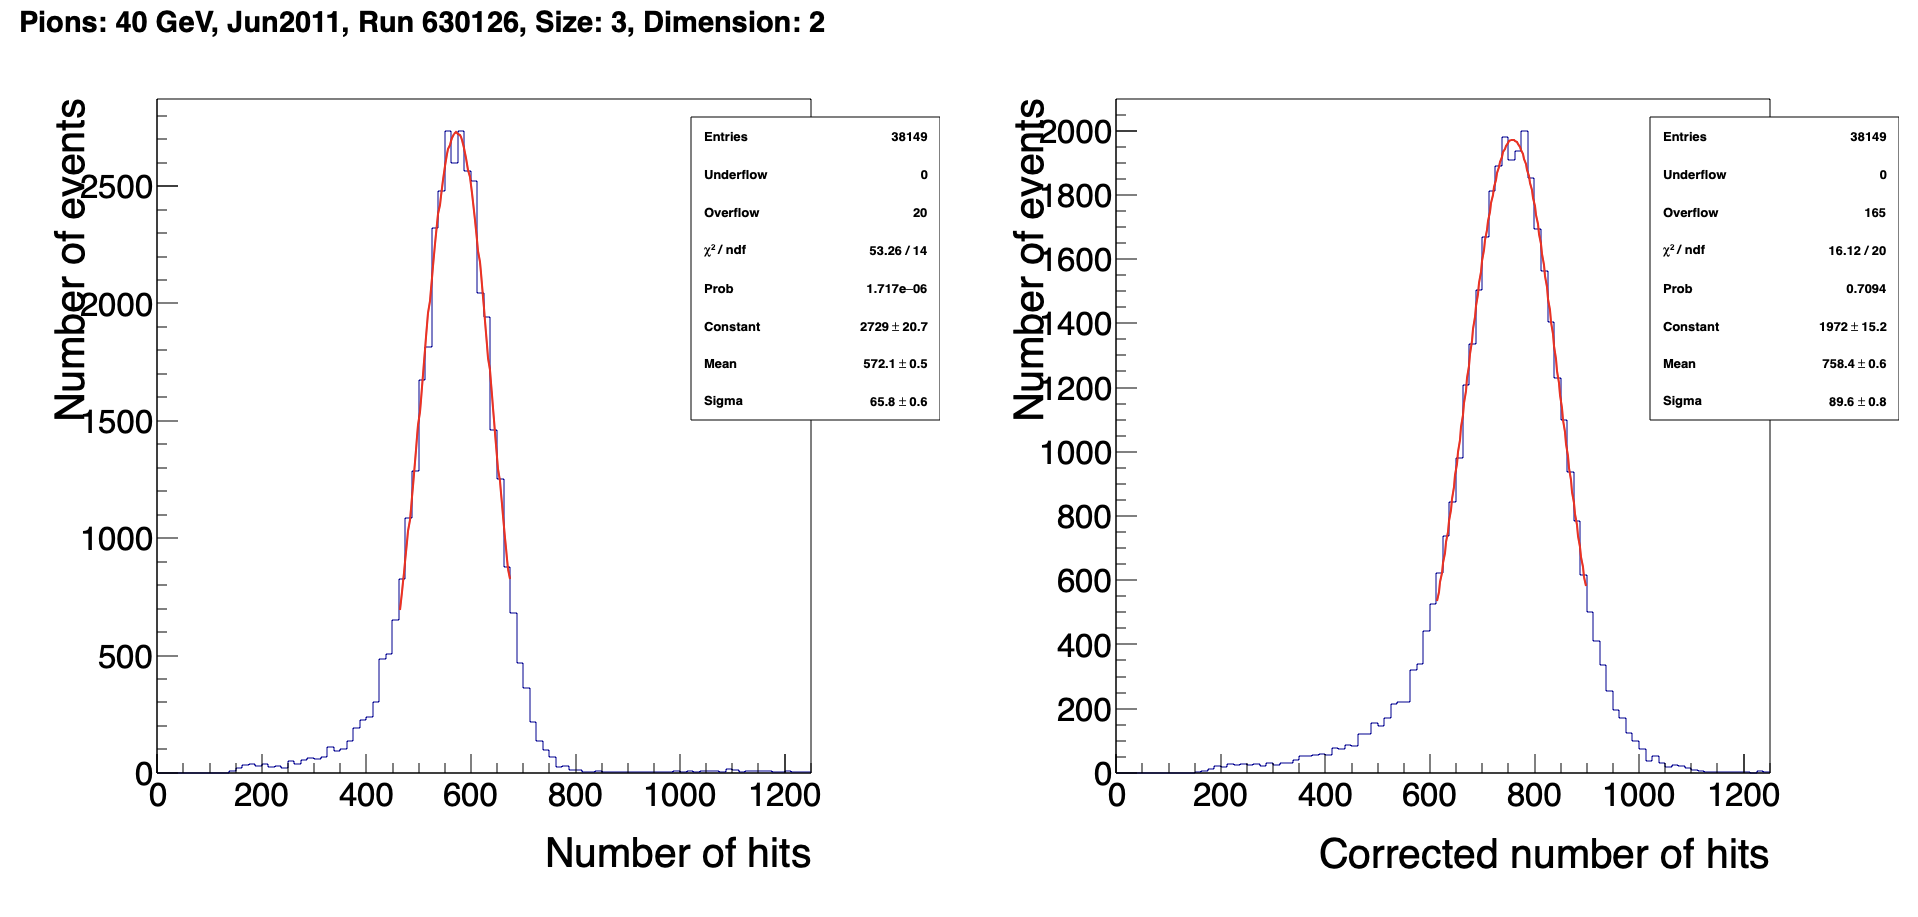 Pions: 40 GeV, Jun2011, Run 630126, Size: 3, Dimension: 2
Number of events
2500
2000
1500
1000
500
0
0 200 400 600 800 1000 1200
Number of hits
Entries 38149
Underflow 0
Overflow 20
χ² / ndf 53.26 / 14
Prob 1.717e−06
Constant 2729 ± 20.7
Mean 572.1 ± 0.5
Sigma 65.8 ± 0.6
Number of events
2000
1800
1600
1400
1200
1000
800
600
400
200
0
0 200 400 600 800 1000 1200
Corrected number of hits
Entries 38149
Underflow 0
Overflow 165
χ² / ndf 16.12 / 20
Prob 0.7094
Constant 1972 ± 15.2
Mean 758.4 ± 0.6
Sigma 89.6 ± 0.8